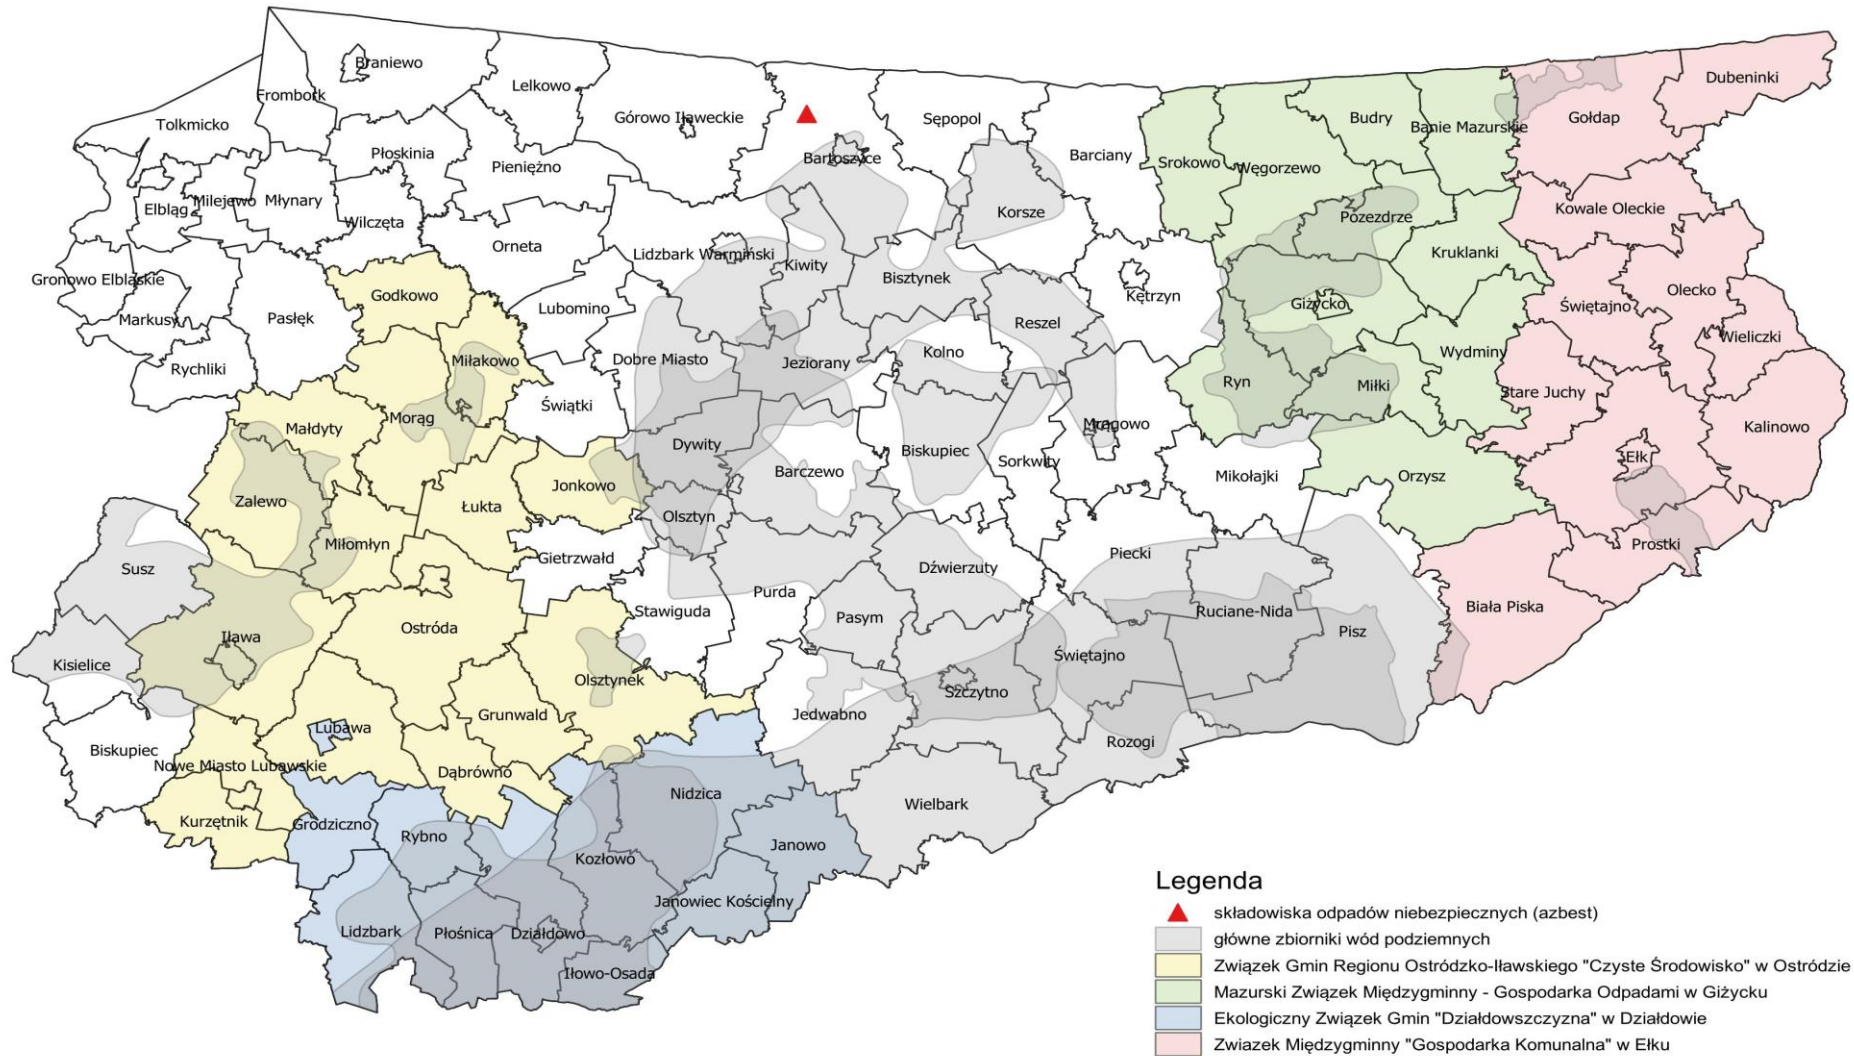 Braniewo
Dubeninki
Lelkowo
Frombork
Górowo Iławeckie
Sępopol
Budry
Gołdap
Tolkmicko
Banie Mazurskie
Płoskinia
Bartoszyce
Barciany
Srokowo
Węgorzewo
Pieniężno
Elbląg
Milejewo
Młynary
Wilczęta
Korsze
Pozezdrze
Kowale Oleckie
Orneta
Lidzbark Warmiński
Kiwity
Kruklanki
Gronowo Elbląskie
Godkowo
Bisztynek
Kętrzyn
Giżycko
Olecko
Markusy
Pasłęk
Lubomino
Reszel
Świętajno
Wieliczki
Rychliki
Miłakowo
Dobre Miasto
Jeziorany
Kolno
Wydminy
Ryn
Miłki
Stare Juchy
Świątki
Morąg
Małdyty
Mrągowo
Kalinowo
Dywity
Biskupiec
Barczewo
Sorkwity
Ełk
Mikołajki
Orzysz
Zalewo
Jonkowo
Łukta
Olsztyn
Miłomłyn
Gietrzwałd
Piecki
Prostki
Susz
Dźwierzuty
Purda
Stawiguda
Pasym
Ruciane-Nida
Biała Piska
Ostróda
Iława
Pisz
Kisielice
Świętajno
Olsztynek
Szczytno
Grunwald
Jedwabno
Lubawa
Rozogi
Biskupiec
Nowe Miasto Lubawskie
Dąbrówno
Nidzica
Wielbark
Kurzętnik
Grodziczno
Rybno
Janowo
Kozłowo
Janowiec Kościelny
Lidzbark
Płośnica
Działdowo
Iłowo-Osada
Legenda
składowiska odpadów niebezpiecznych (azbest)
główne zbiorniki wód podziemnych
Związek Gmin Regionu Ostródzko-Iławskiego "Czyste Środowisko" w Ostródzie
Mazurski Związek Międzygminny - Gospodarka Odpadami w Giżycku
Ekologiczny Związek Gmin "Działdowszczyzna" w Działdowie
Zwiazek Międzygminny "Gospodarka Komunalna" w Ełku